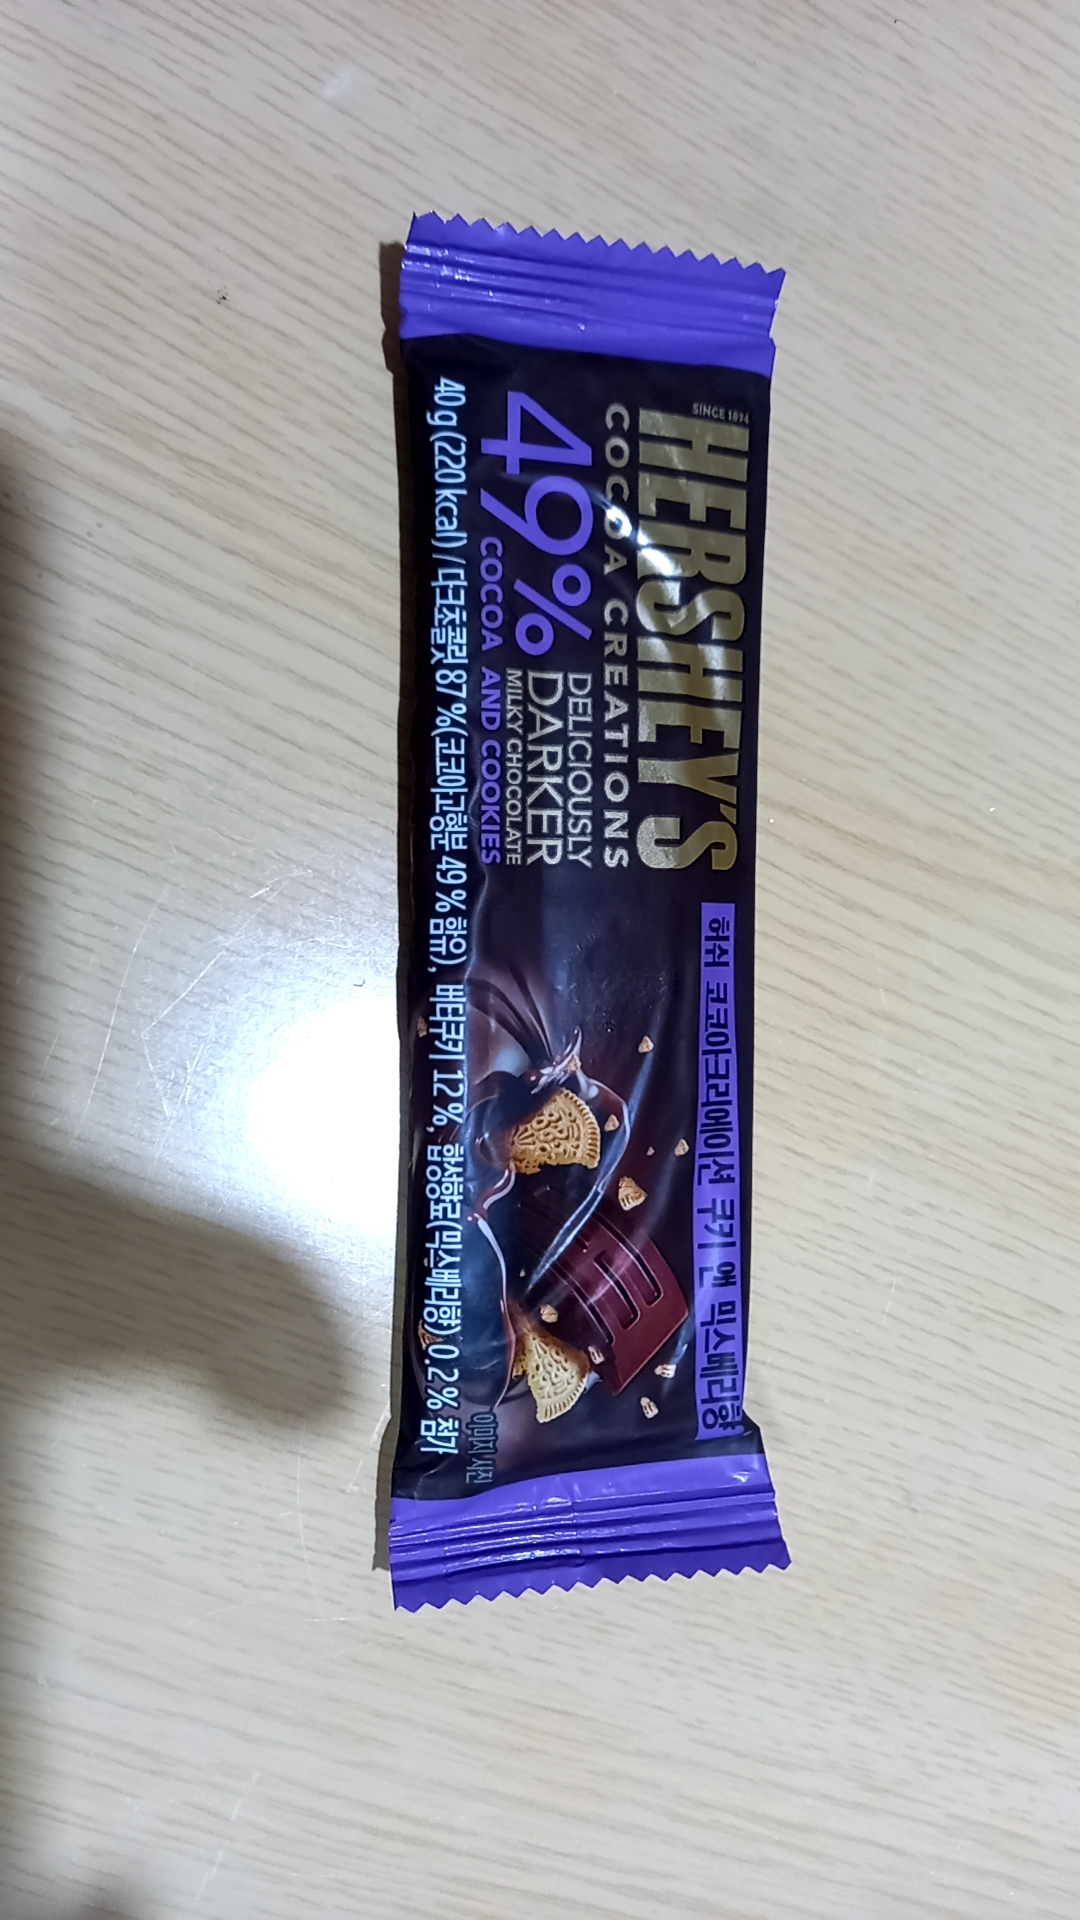 SINCE 1894
HERSHEY'S
COCOA CREATIONS
49%
DELICIOUSLY
DARKER
MILKY CHOCOLATE
COCOA AND COOKIES
허쉬 코코아크리에이션 쿠키 앤 믹스베리향
이미지 사진
40 g (220 kcal) / 다크초콜릿 87 %(코코아고형분 49 % 함유), 버터쿠키 12 %, 합성향료(믹스베리향) 0.2 % 첨가